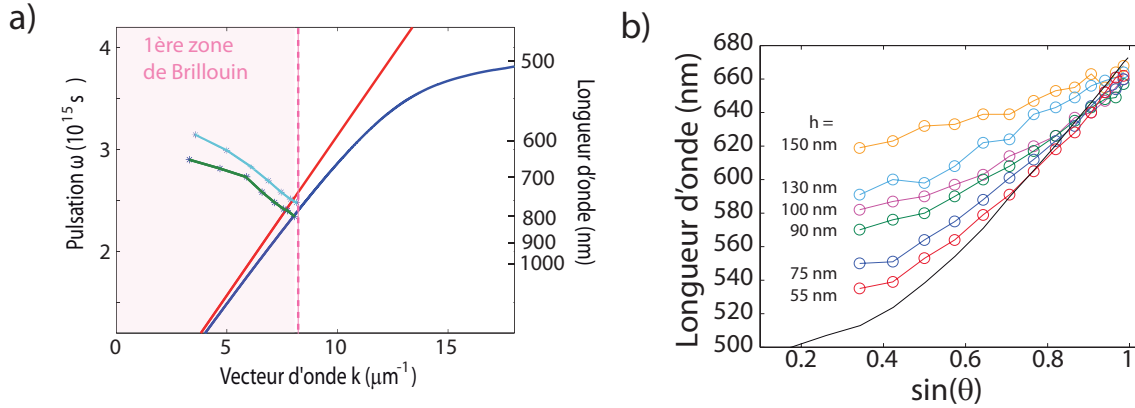 a)
1ère zone
de Brillouin
4
3
2
Pulsation ω (10 ¹⁵ s)
0
5
10
15
Vecteur d'onde k (μm⁻¹)
500
600
700
800
900
1000
Longueur d'onde (nm)
b)
680
660
640
620
600
580
560
540
520
500
Longueur d'onde (nm)
h =
150 nm
130 nm
100 nm
90 nm
75 nm
55 nm
0.2
0.4
0.6
0.8
1
sin(θ)